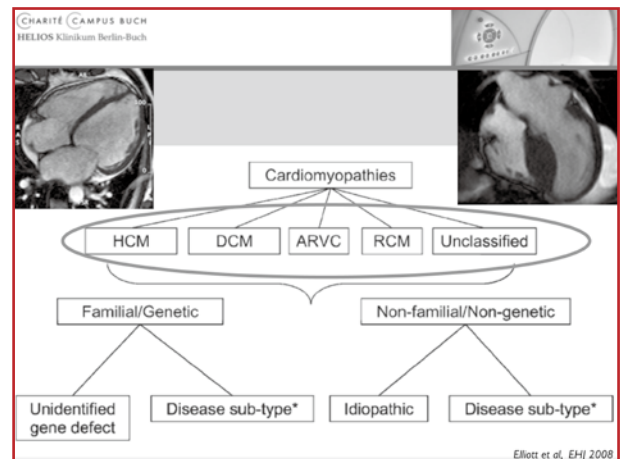 CHARITÉ CAMPUS BUCH
HELIOS Klinikum Berlin-Buch
Cardiomyopathies
HCM DCM ARVC RCM Unclassified
Familial/Genetic Non-familial/Non-genetic
Unidentified gene defect Disease sub-type* Idiopathic Disease sub-type*
Elliott et al, EHJ 2008